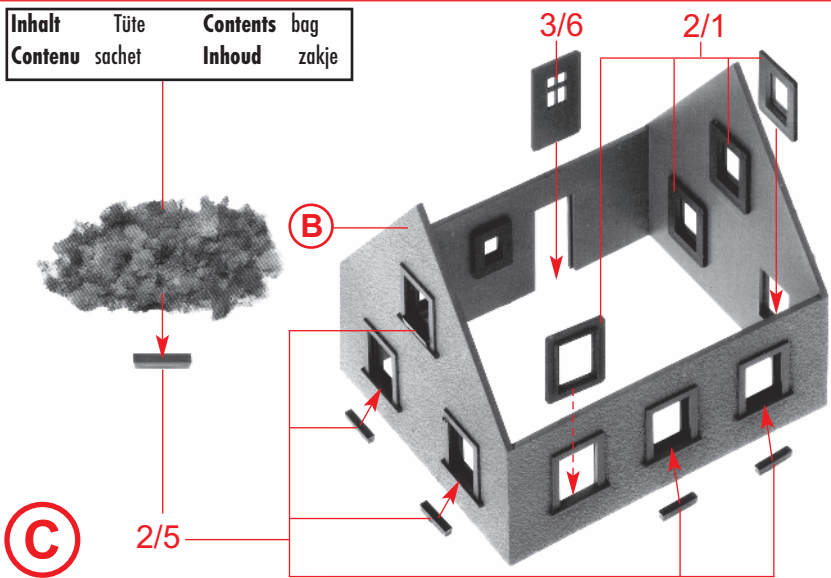 Inhalt Tüte Contents bag
Contenu sachet Inhoud zakje
3/6
2/1
B
C
2/5